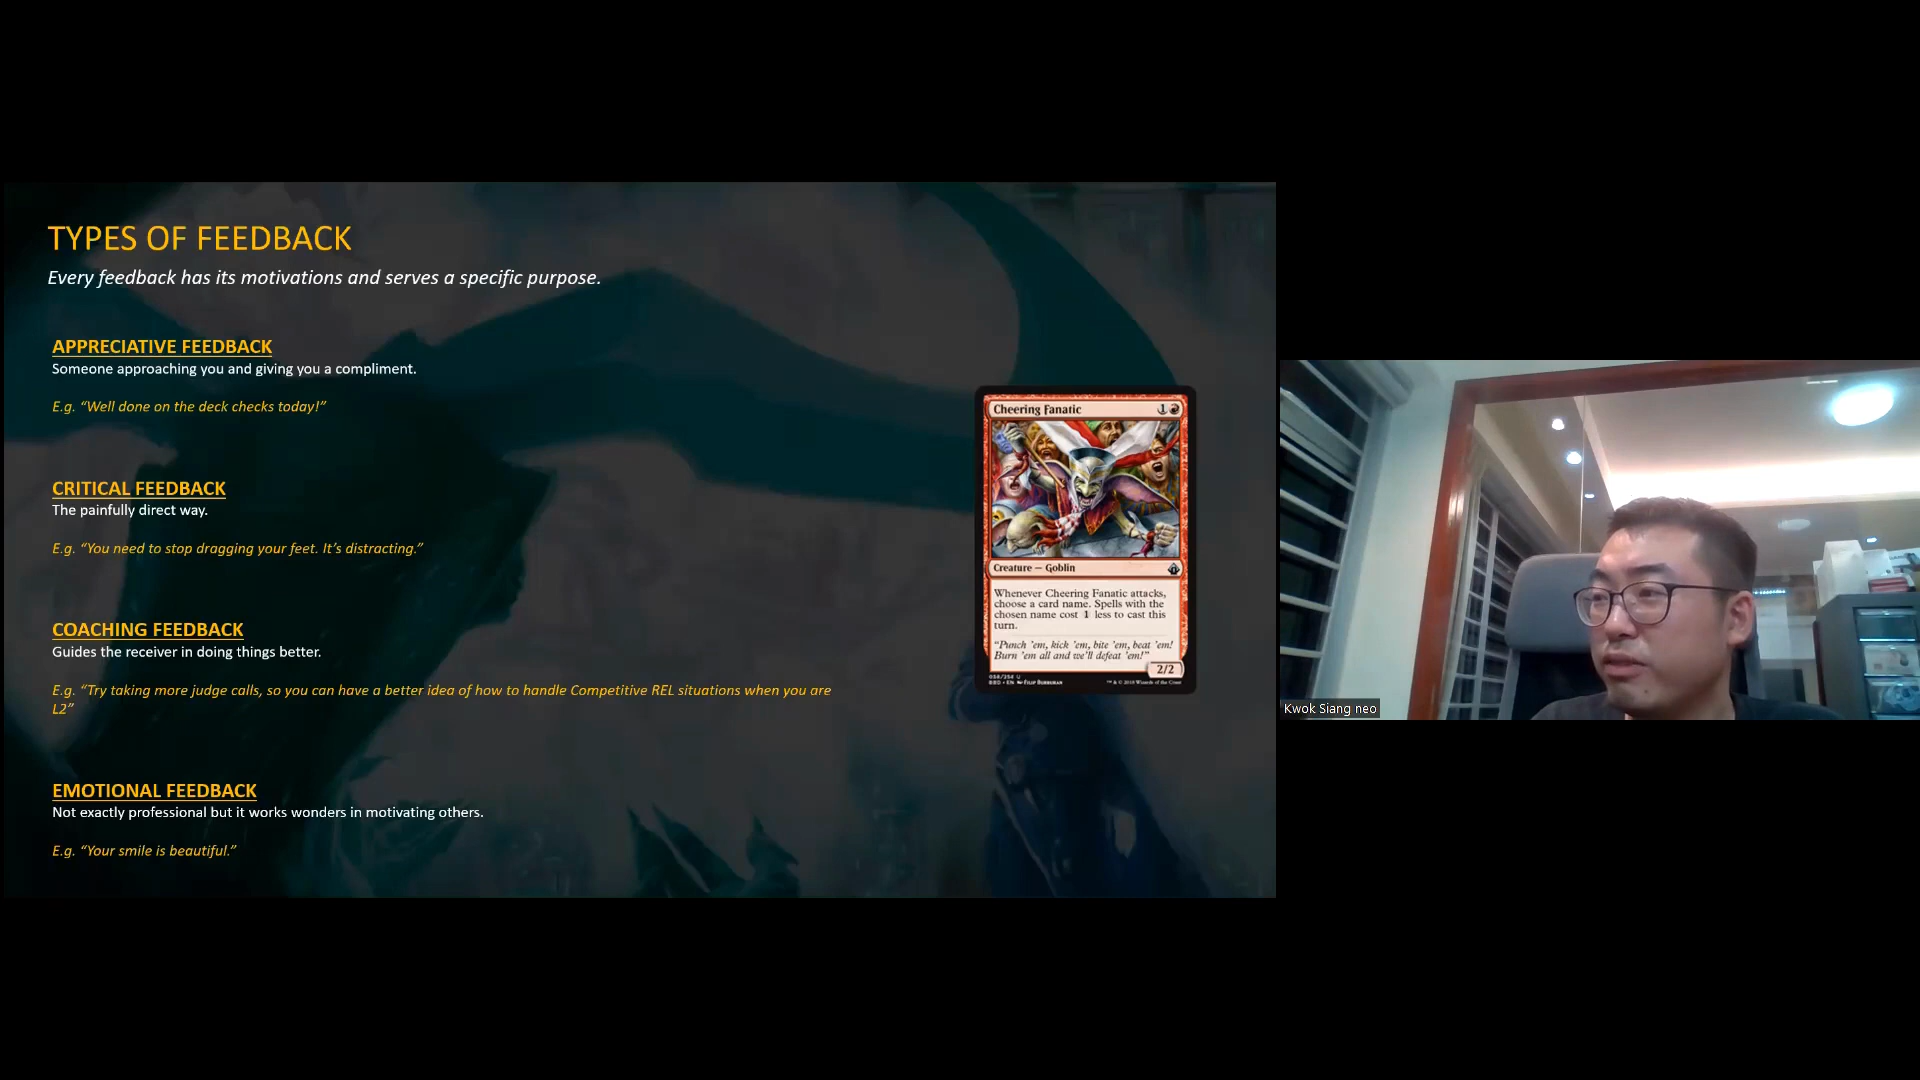 TYPES OF FEEDBACK
Every feedback has its motivations and serves a specific purpose.
APPRECIATIVE FEEDBACK
Someone approaching you and giving you a compliment.
E.g. “Well done on the deck checks today!”
CRITICAL FEEDBACK
The painfully direct way.
E.g. “You need to stop dragging your feet. It’s distracting.”
COACHING FEEDBACK
Guides the receiver in doing things better.
E.g. “Try taking more judge calls, so you can have a better idea of how to handle Competitive REL situations when you are
L2”
EMOTIONAL FEEDBACK
Not exactly professional but it works wonders in motivating others.
E.g. “Your smile is beautiful.”
Cheering Fanatic
1
Creature — Goblin
Whenever Cheering Fanatic attacks,
choose a card name. Spells with the
chosen name cost 1 less to cast this
turn.
“Punch ’em, kick ’em, bite ’em, beat ’em!
Burn ’em all and we’ll defeat ’em!”
2/2
Kwok Siang neo